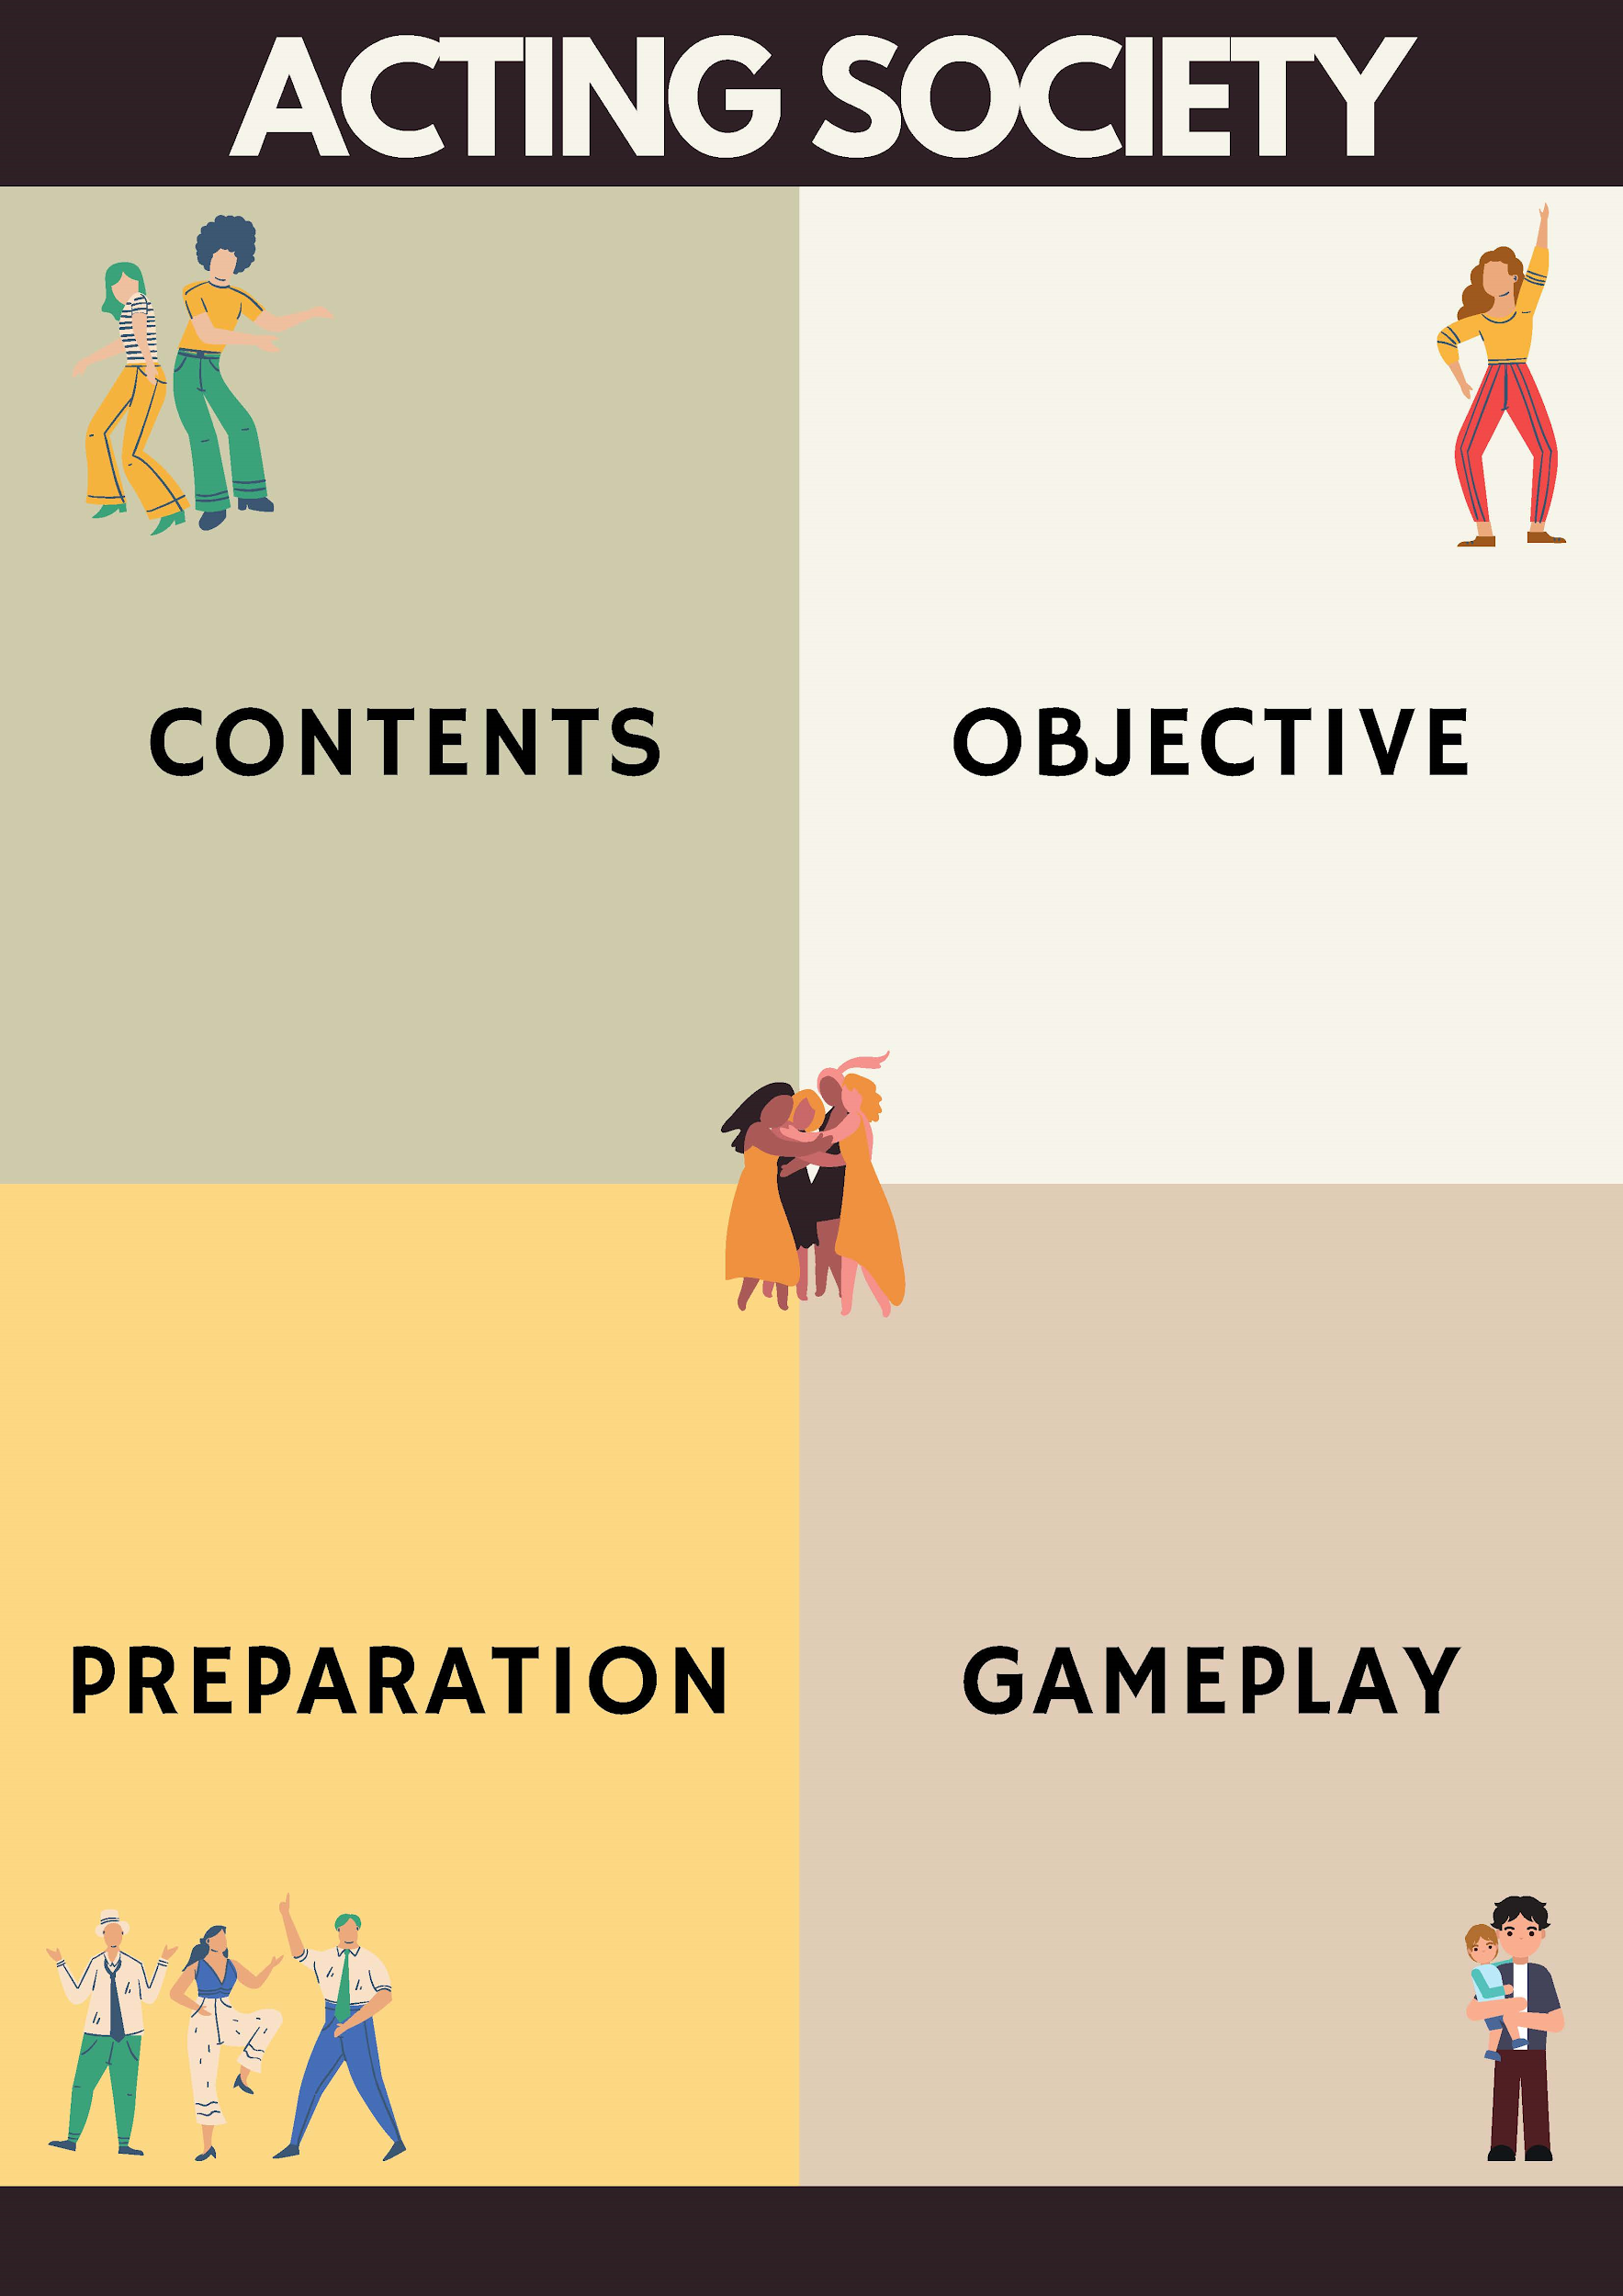 ACTING SOCIETY
CONTENTS
OBJECTIVE
PREPARATION
GAMEPLAY